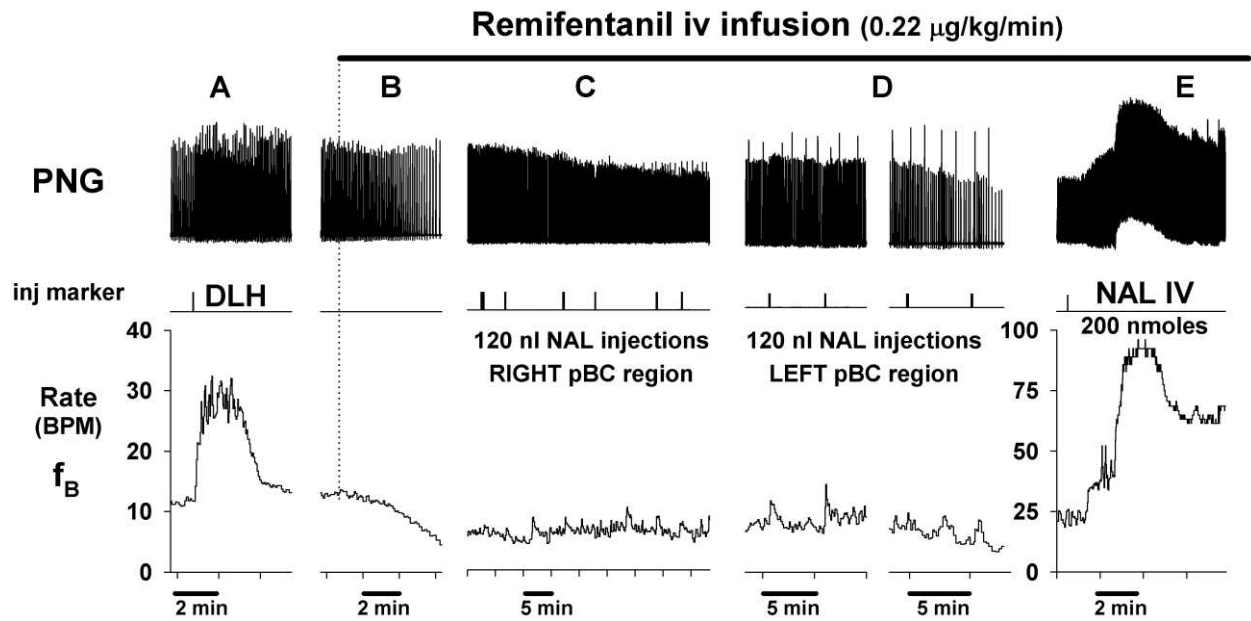 Remifentanil iv infusion (0.22 μg/kg/min)
A B C D E
PNG
inj marker DLH NAL IV
200 nmoles
120 nl NAL injections
RIGHT pBC region
120 nl NAL injections
LEFT pBC region
Rate
(BPM)
fB
40
30
20
10
0
100
75
50
25
0
2 min 2 min 5 min 5 min 5 min 2 min